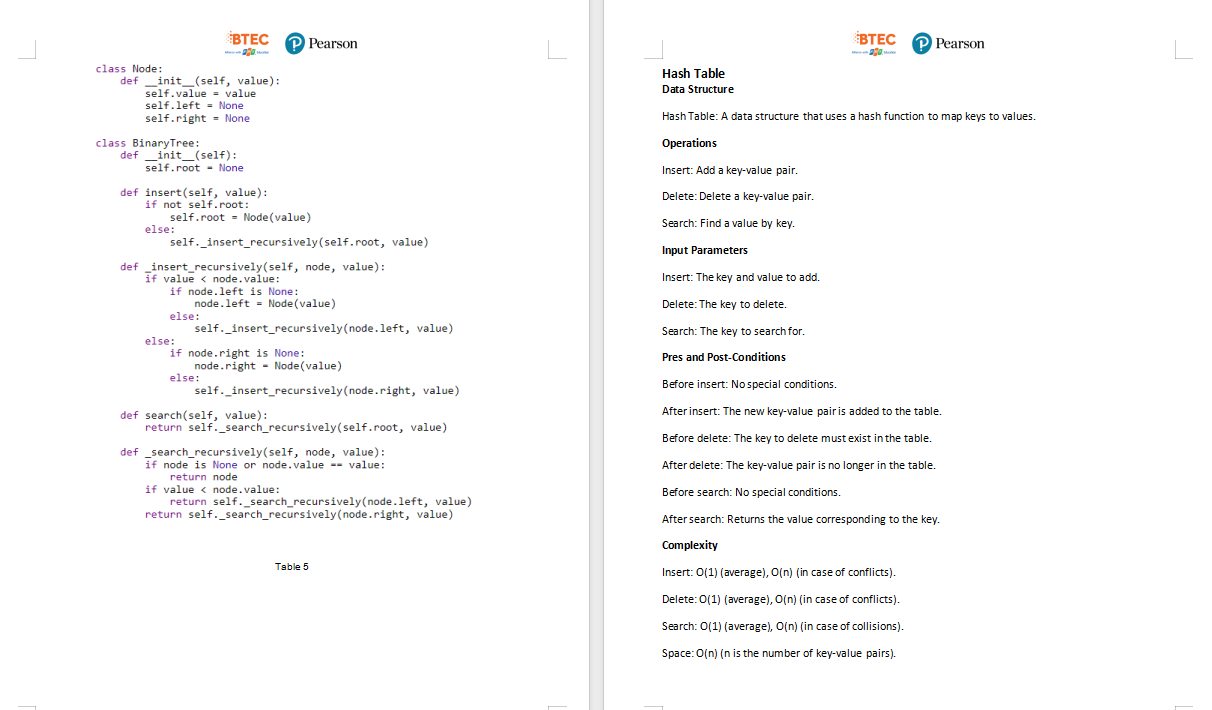 BTEC
Pearson
class Node:
    def __init__(self, value):
        self.value = value
        self.left = None
        self.right = None
class BinaryTree:
    def __init__(self):
        self.root = None
    def insert(self, value):
        if not self.root:
            self.root = Node(value)
        else:
            self._insert_recursively(self.root, value)
    def _insert_recursively(self, node, value):
        if value < node.value:
            if node.left is None:
                node.left = Node(value)
            else:
                self._insert_recursively(node.left, value)
        else:
            if node.right is None:
                node.right = Node(value)
            else:
                self._insert_recursively(node.right, value)
    def search(self, value):
        return self._search_recursively(self.root, value)
    def _search_recursively(self, node, value):
        if node is None or node.value == value:
            return node
        if value < node.value:
            return self._search_recursively(node.left, value)
        return self._search_recursively(node.right, value)
Table 5
BTEC
Pearson
Hash Table
Data Structure
Hash Table: A data structure that uses a hash function to map keys to values.
Operations
Insert: Add a key-value pair.
Delete: Delete a key-value pair.
Search: Find a value by key.
Input Parameters
Insert: The key and value to add.
Delete: The key to delete.
Search: The key to search for.
Pres and Post-Conditions
Before insert: No special conditions.
After insert: The new key-value pair is added to the table.
Before delete: The key to delete must exist in the table.
After delete: The key-value pair is no longer in the table.
Before search: No special conditions.
After search: Returns the value corresponding to the key.
Complexity
Insert: O(1) (average), O(n) (in case of conflicts).
Delete: O(1) (average), O(n) (in case of conflicts).
Search: O(1) (average), O(n) (in case of collisions).
Space: O(n) (n is the number of key-value pairs).